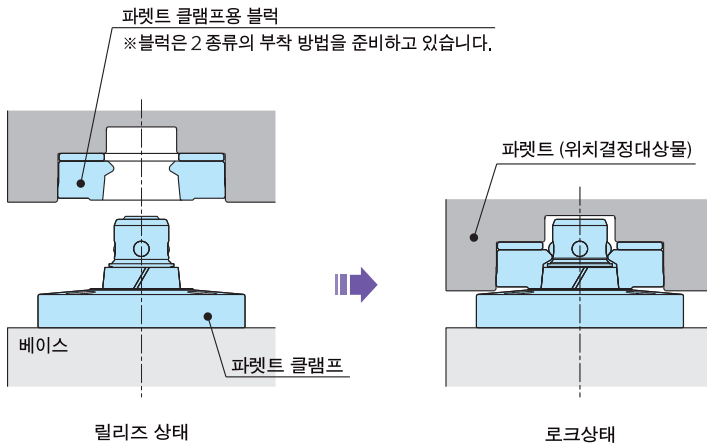 파렛트 클램프용 블럭
※블럭은 2 종류의 부착 방법을 준비하고 있습니다.
파렛트 (위치결정대상물)
베이스
파렛트 클램프
릴리즈 상태
로크상태